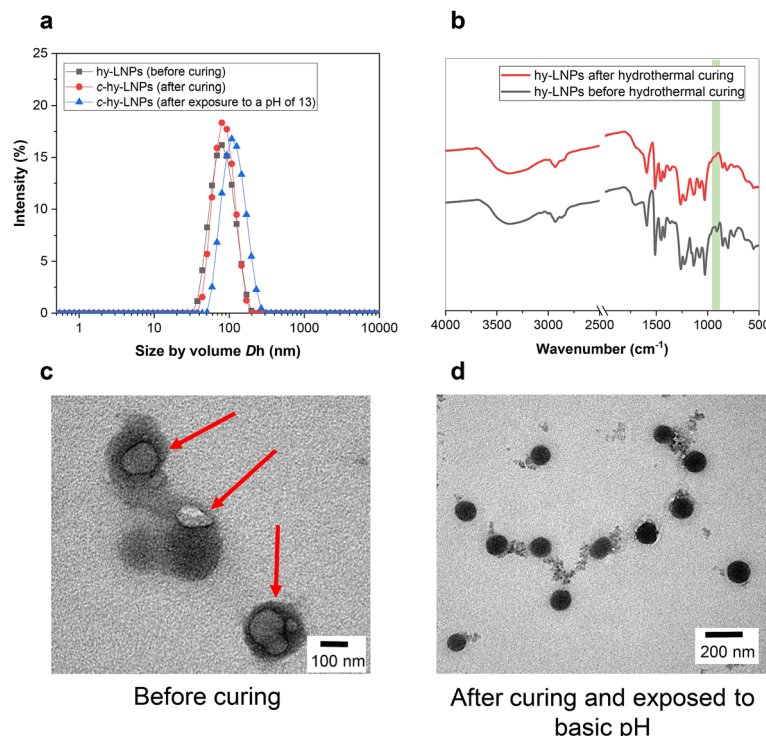 a
25
20
15
10
5
0
Intensity (%)
hy-LNPs (before curing)
c-hy-LNPs (after curing)
c-hy-LNPs (after exposure to a pH of 13)
1 10 100 1000 10000
Size by volume Dh (nm)
b
hy-LNPs after hydrothermal curing
hy-LNPs before hydrothermal curing
4000 3500 3000 2500 1500 1000 500
Wavenumber (cm-1)
c
100 nm
Before curing
d
200 nm
After curing and exposed to
basic pH